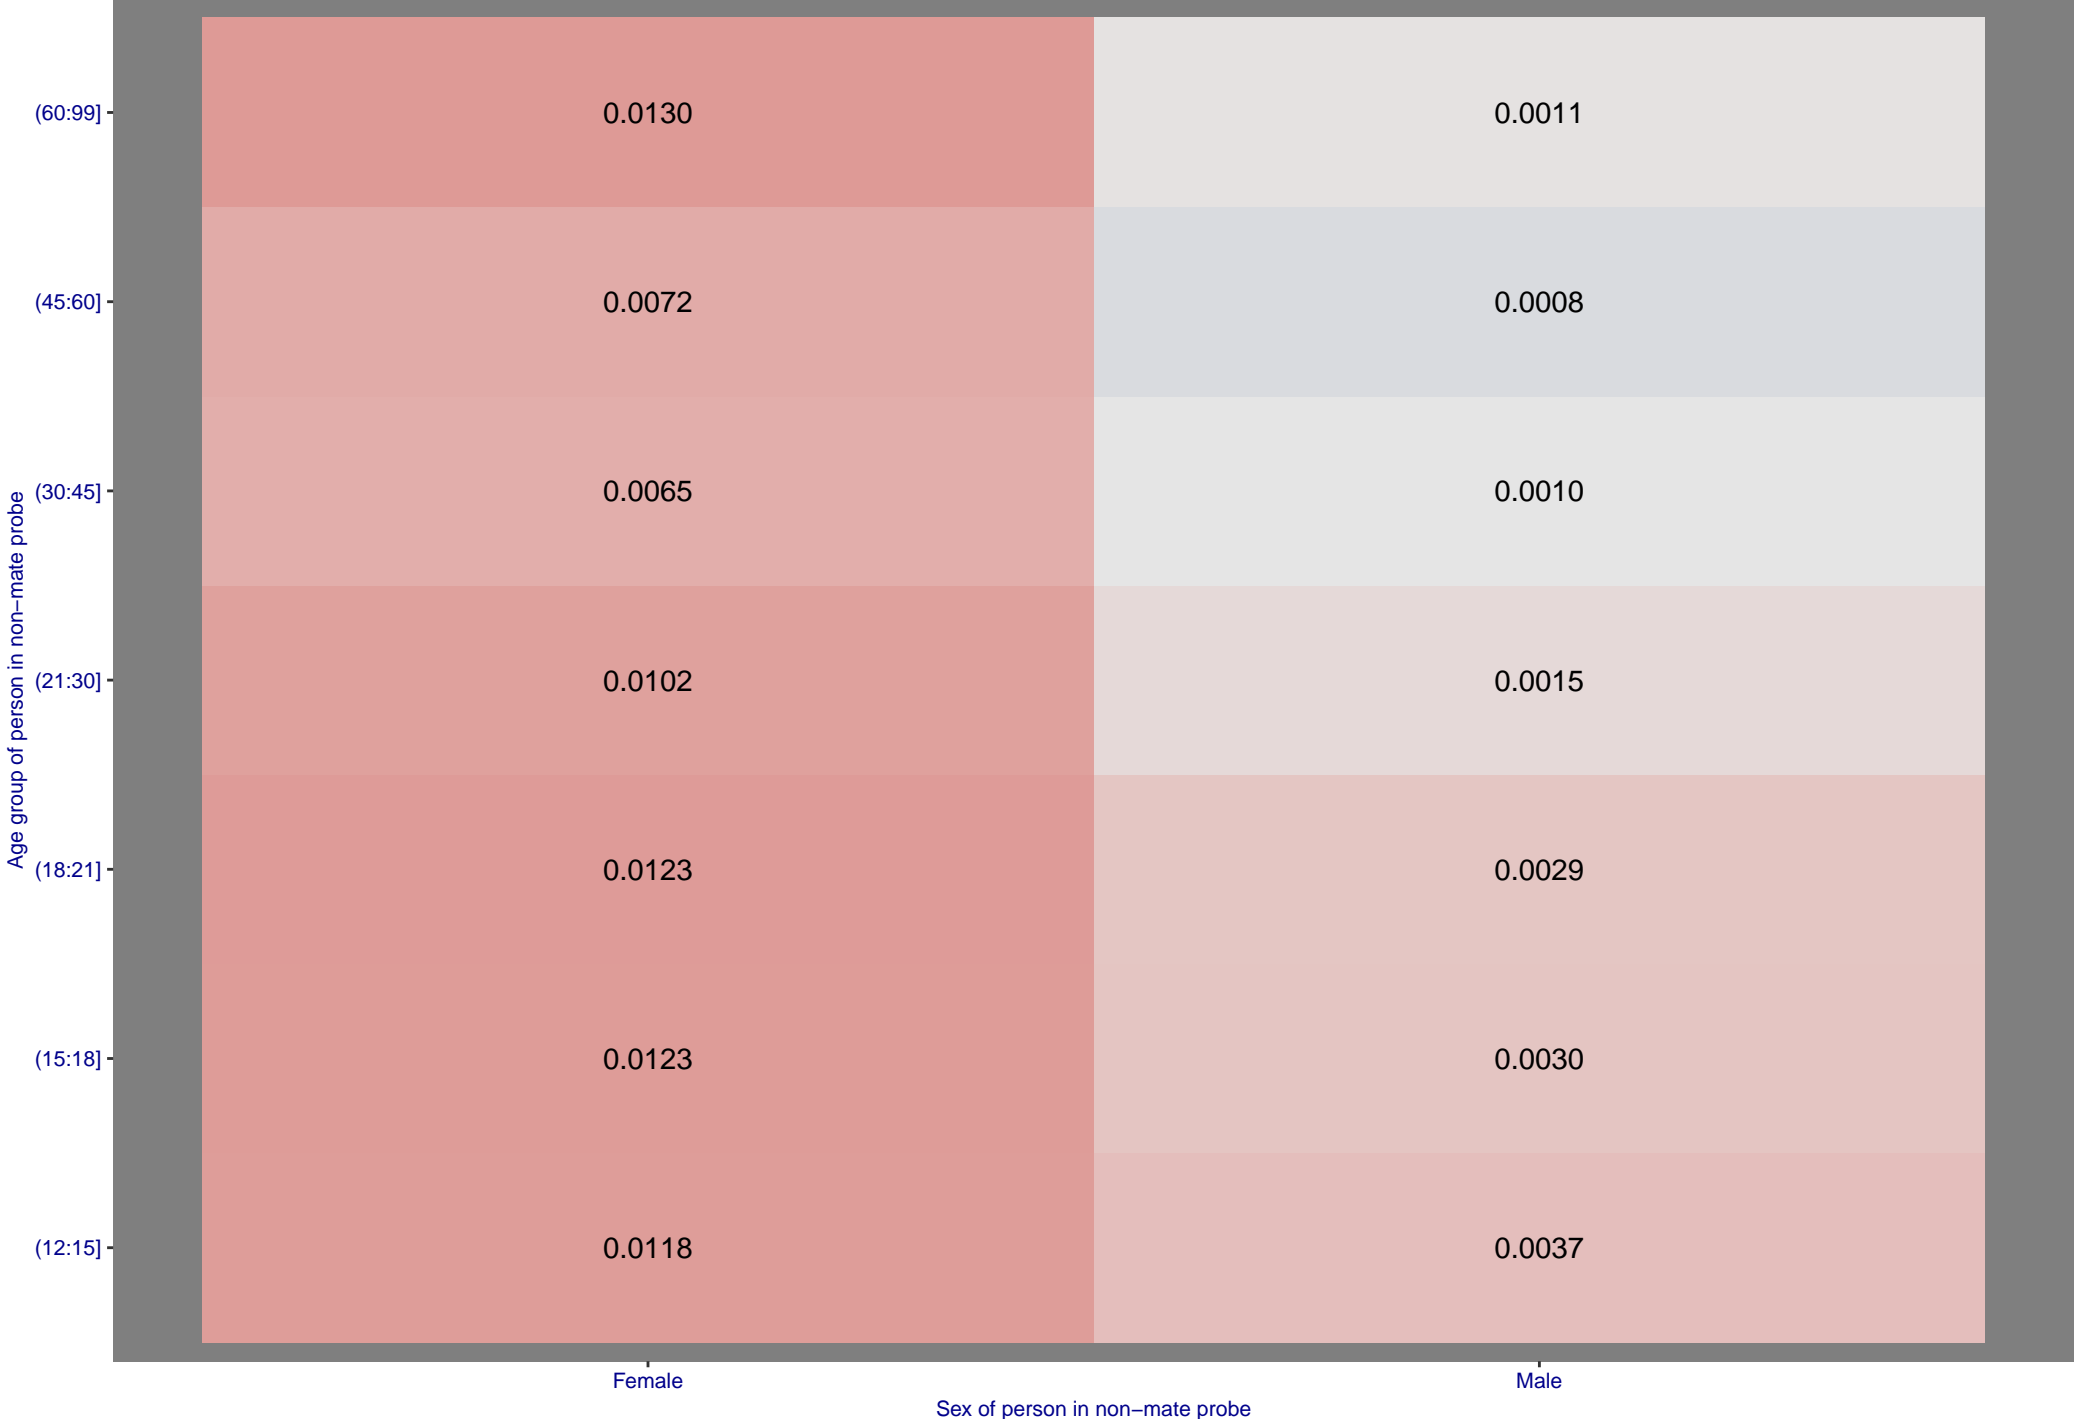 (60:99] 0.0130 0.0011
(45:60] 0.0072 0.0008
(30:45] 0.0065 0.0010
(21:30] 0.0102 0.0015
(18:21] 0.0123 0.0029
(15:18] 0.0123 0.0030
(12:15] 0.0118 0.0037
Age group of person in non−mate probe
Female Male
Sex of person in non−mate probe